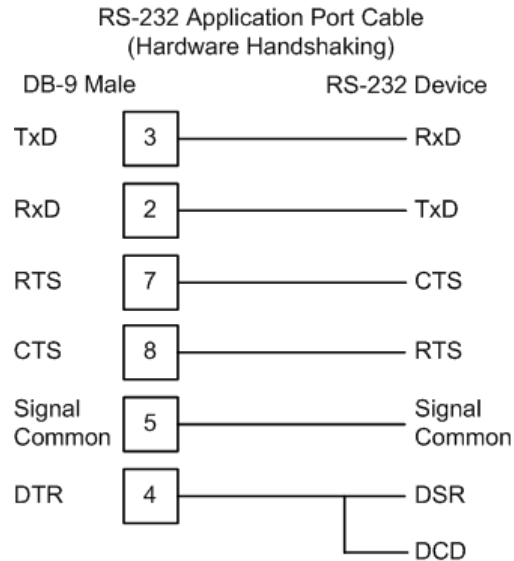 RS-232 Application Port Cable
(Hardware Handshaking)
DB-9 Male RS-232 Device
TxD 3 RxD
RxD 2 TxD
RTS 7 CTS
CTS 8 RTS
Signal Common 5 Signal Common
DTR 4 DSR
DCD